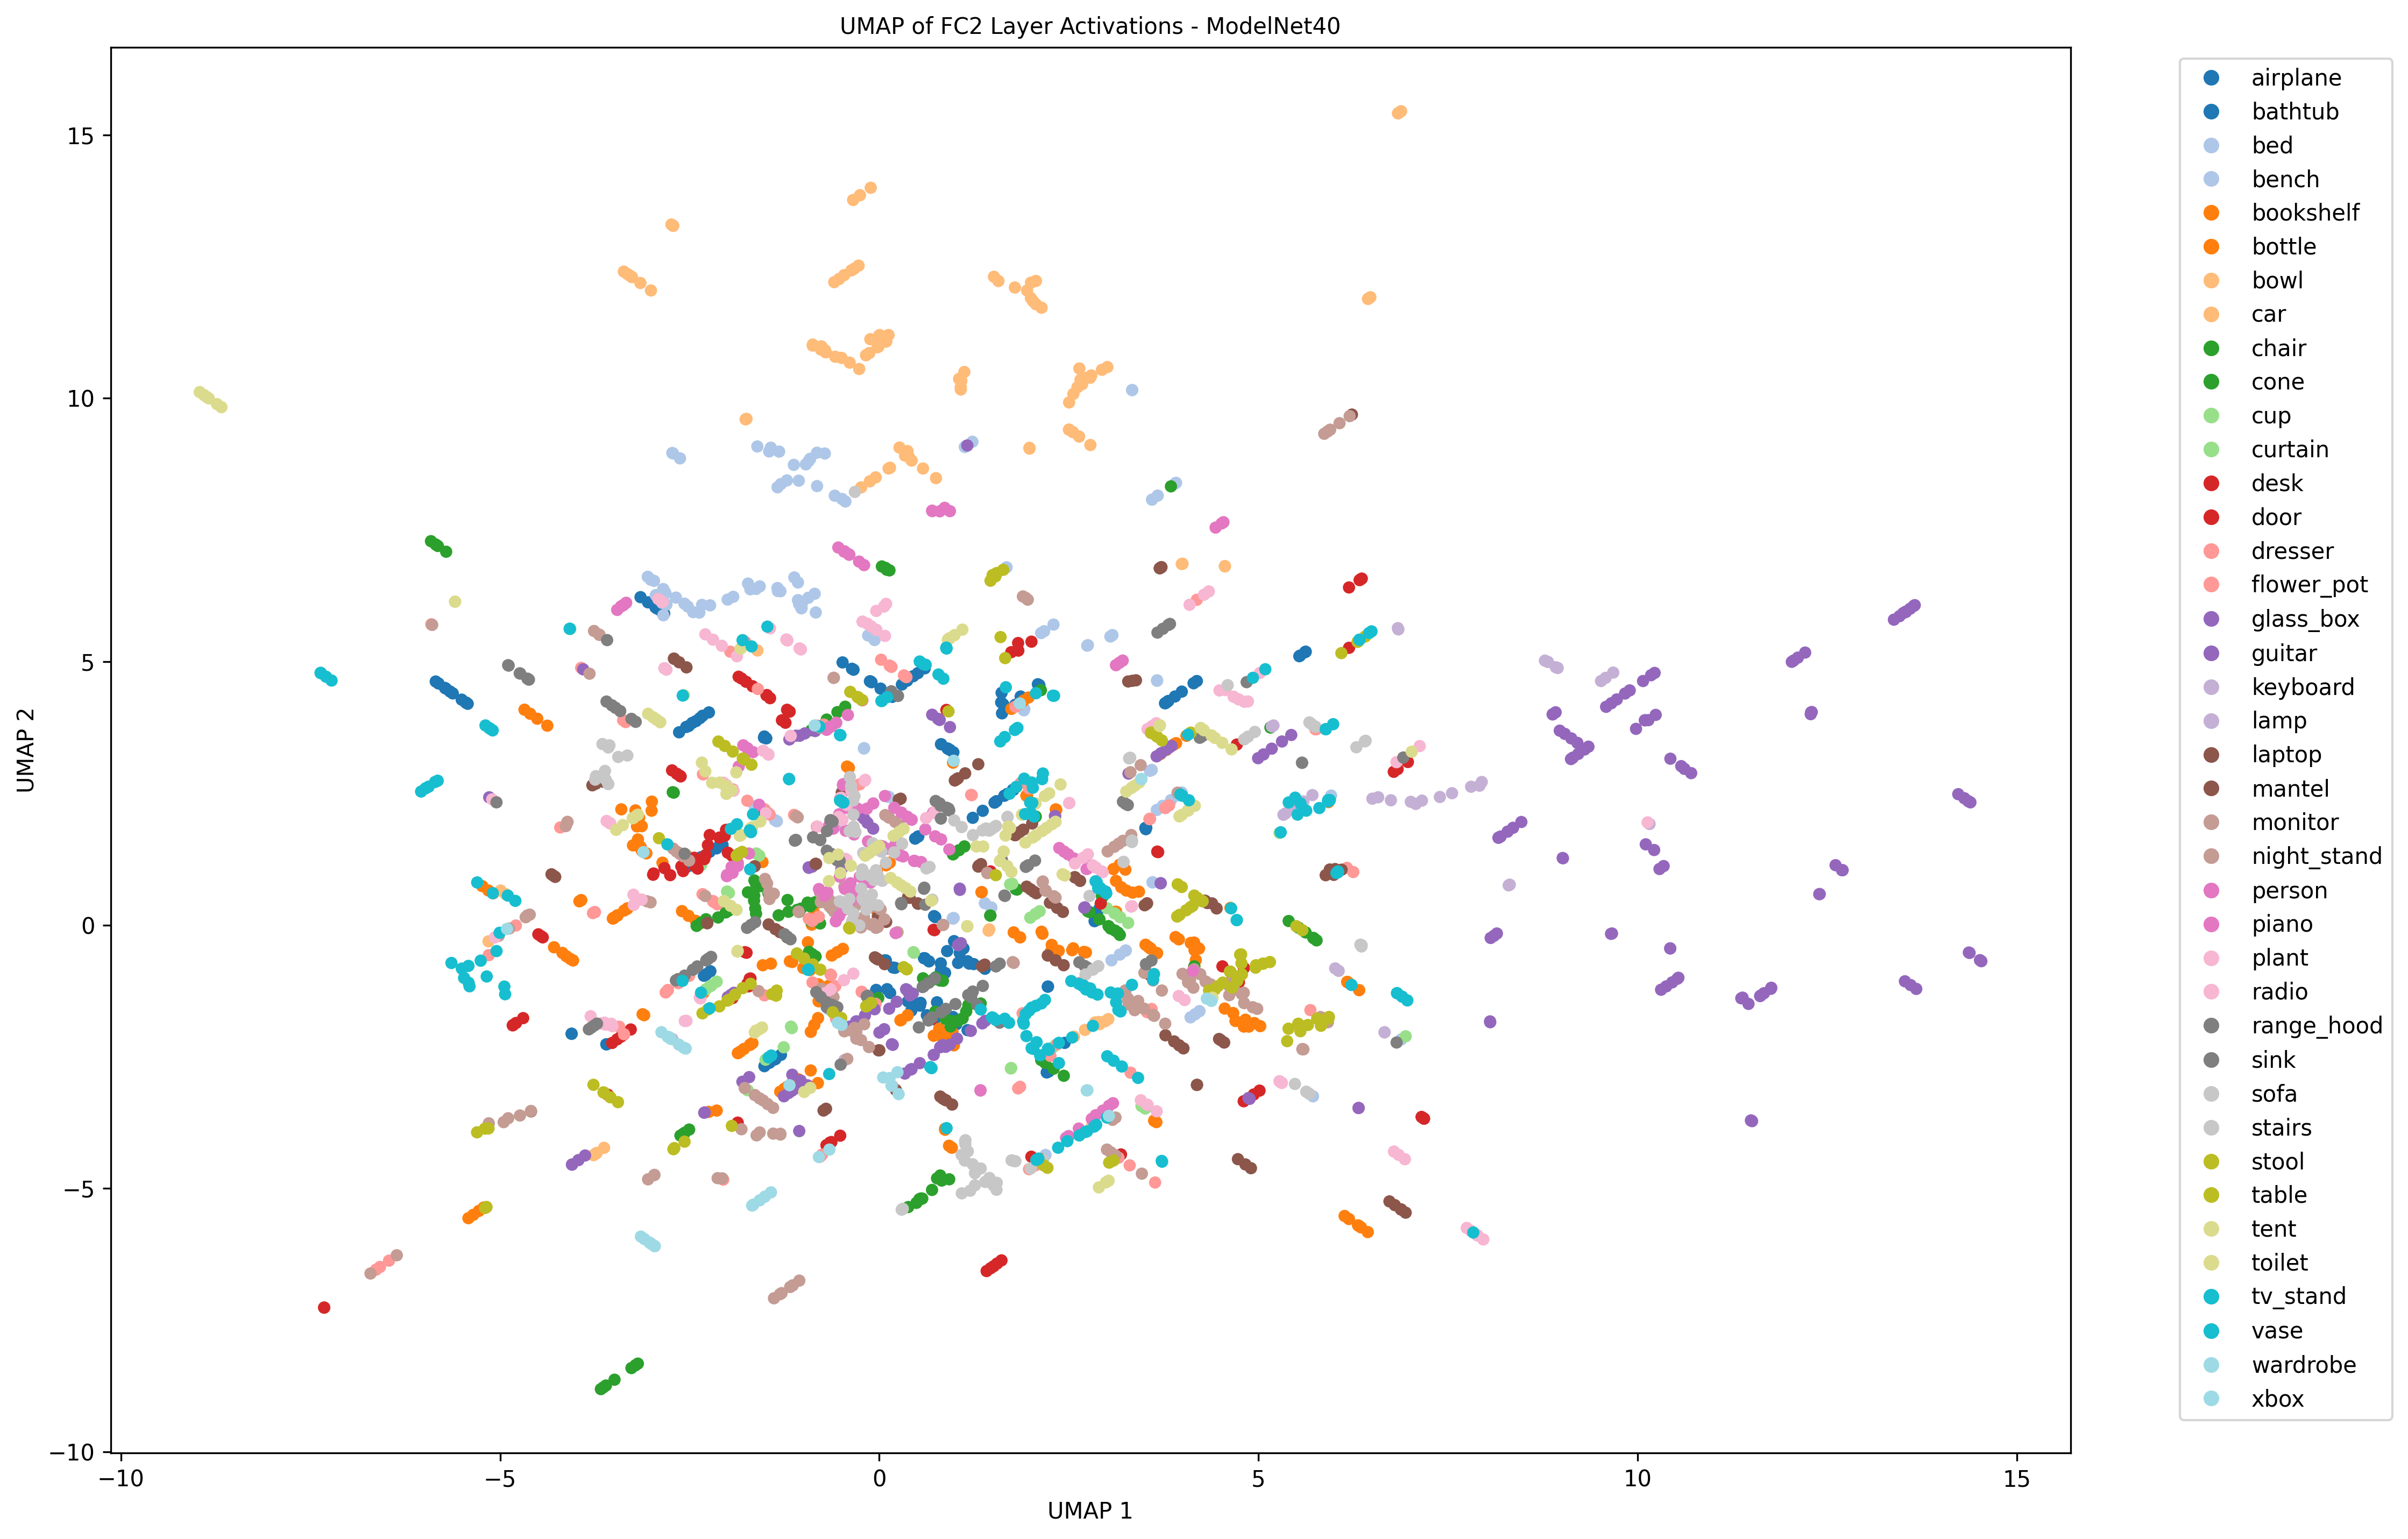 UMAP of FC2 Layer Activations - ModelNet40
15
10
5
0
−5
−10
UMAP 2
−10
−5
0
5
10
15
UMAP 1
airplane
bathtub
bed
bench
bookshelf
bottle
bowl
car
chair
cone
cup
curtain
desk
door
dresser
flower_pot
glass_box
guitar
keyboard
lamp
laptop
mantel
monitor
night_stand
person
piano
plant
radio
range_hood
sink
sofa
stairs
stool
table
tent
toilet
tv_stand
vase
wardrobe
xbox